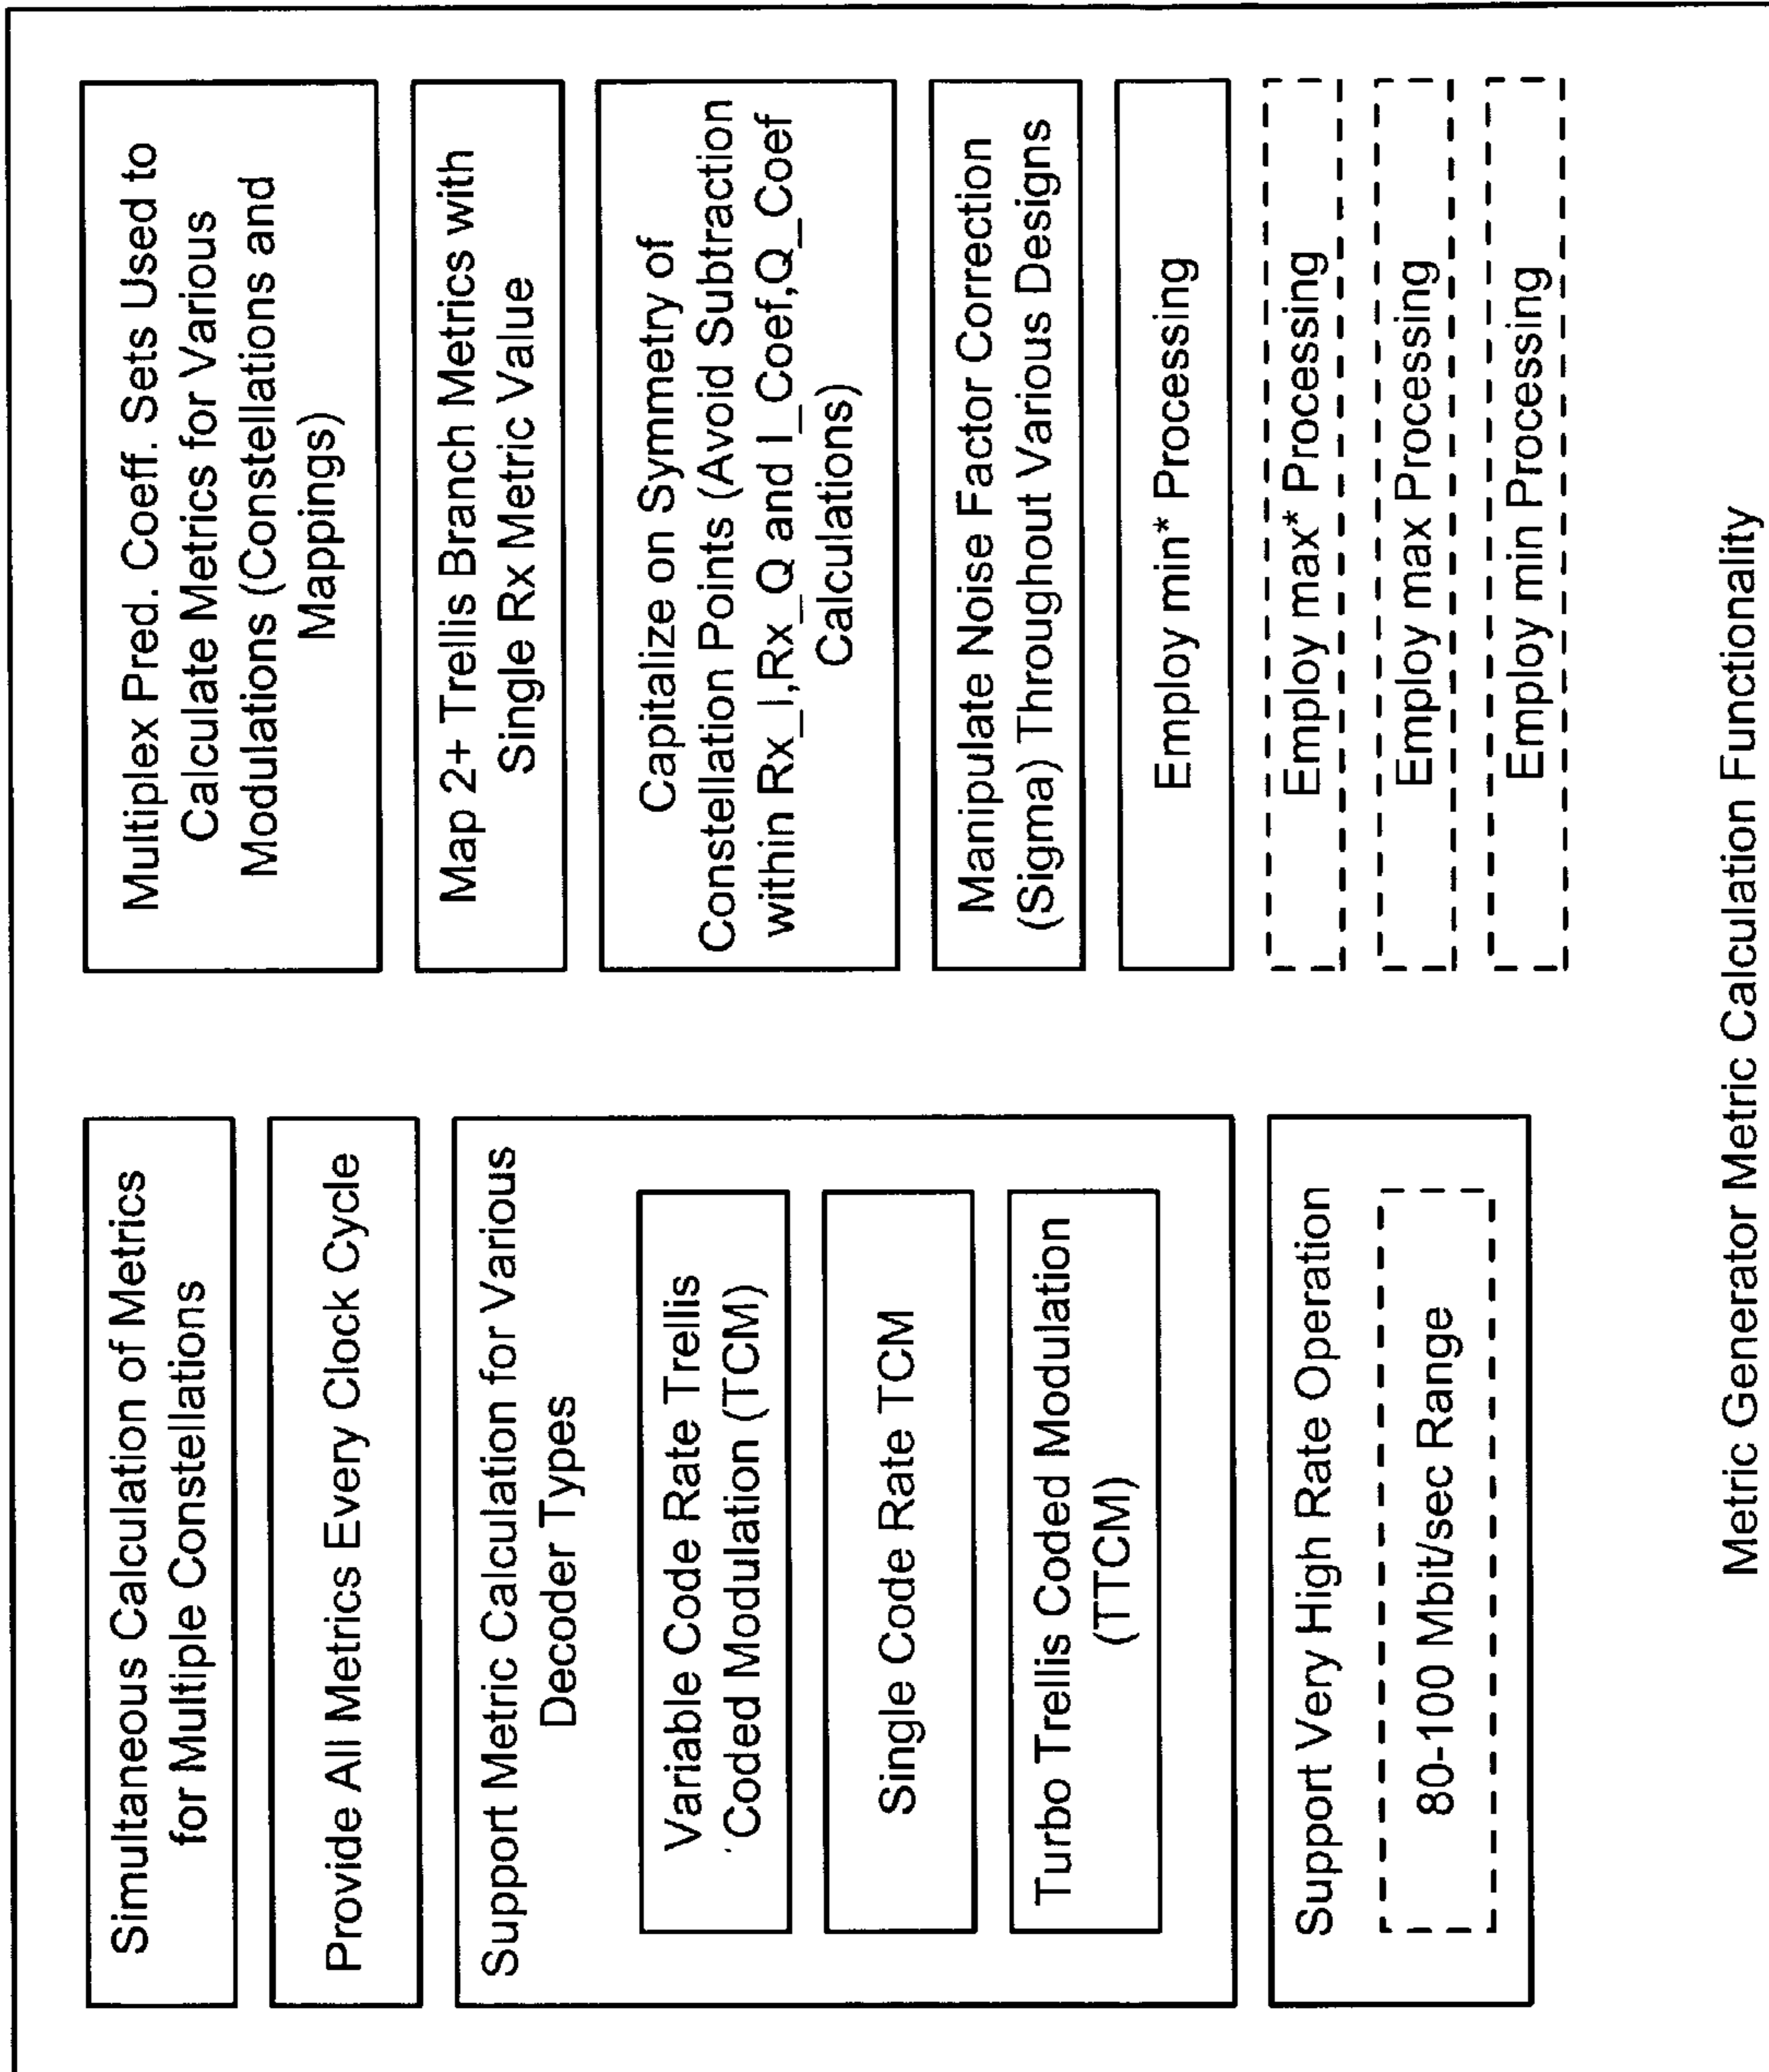 Simultaneous Calculation of Metrics
for Multiple Constellations
Provide All Metrics Every Clock Cycle
Support Metric Calculation for Various
Decoder Types
Variable Code Rate Trellis
Coded Modulation (TCM)
Single Code Rate TCM
Turbo Trellis Coded Modulation
(TTCM)
Support Very High Rate Operation
80-100 Mbit/sec Range
Multiplex Pred. Coeff. Sets Used to
Calculate Metrics for Various
Modulations (Constellations and
Mappings)
Map 2+ Trellis Branch Metrics with
Single Rx Metric Value
Capitalize on Symmetry of
Constellation Points (Avoid Subtraction
within Rx_I,Rx_Q and I_Coef,Q_Coef
Calculations)
Manipulate Noise Factor Correction
(Sigma) Throughout Various Designs
Employ min* Processing
Employ max* Processing
Employ max Processing
Employ min Processing
Metric Generator Metric Calculation Functionality